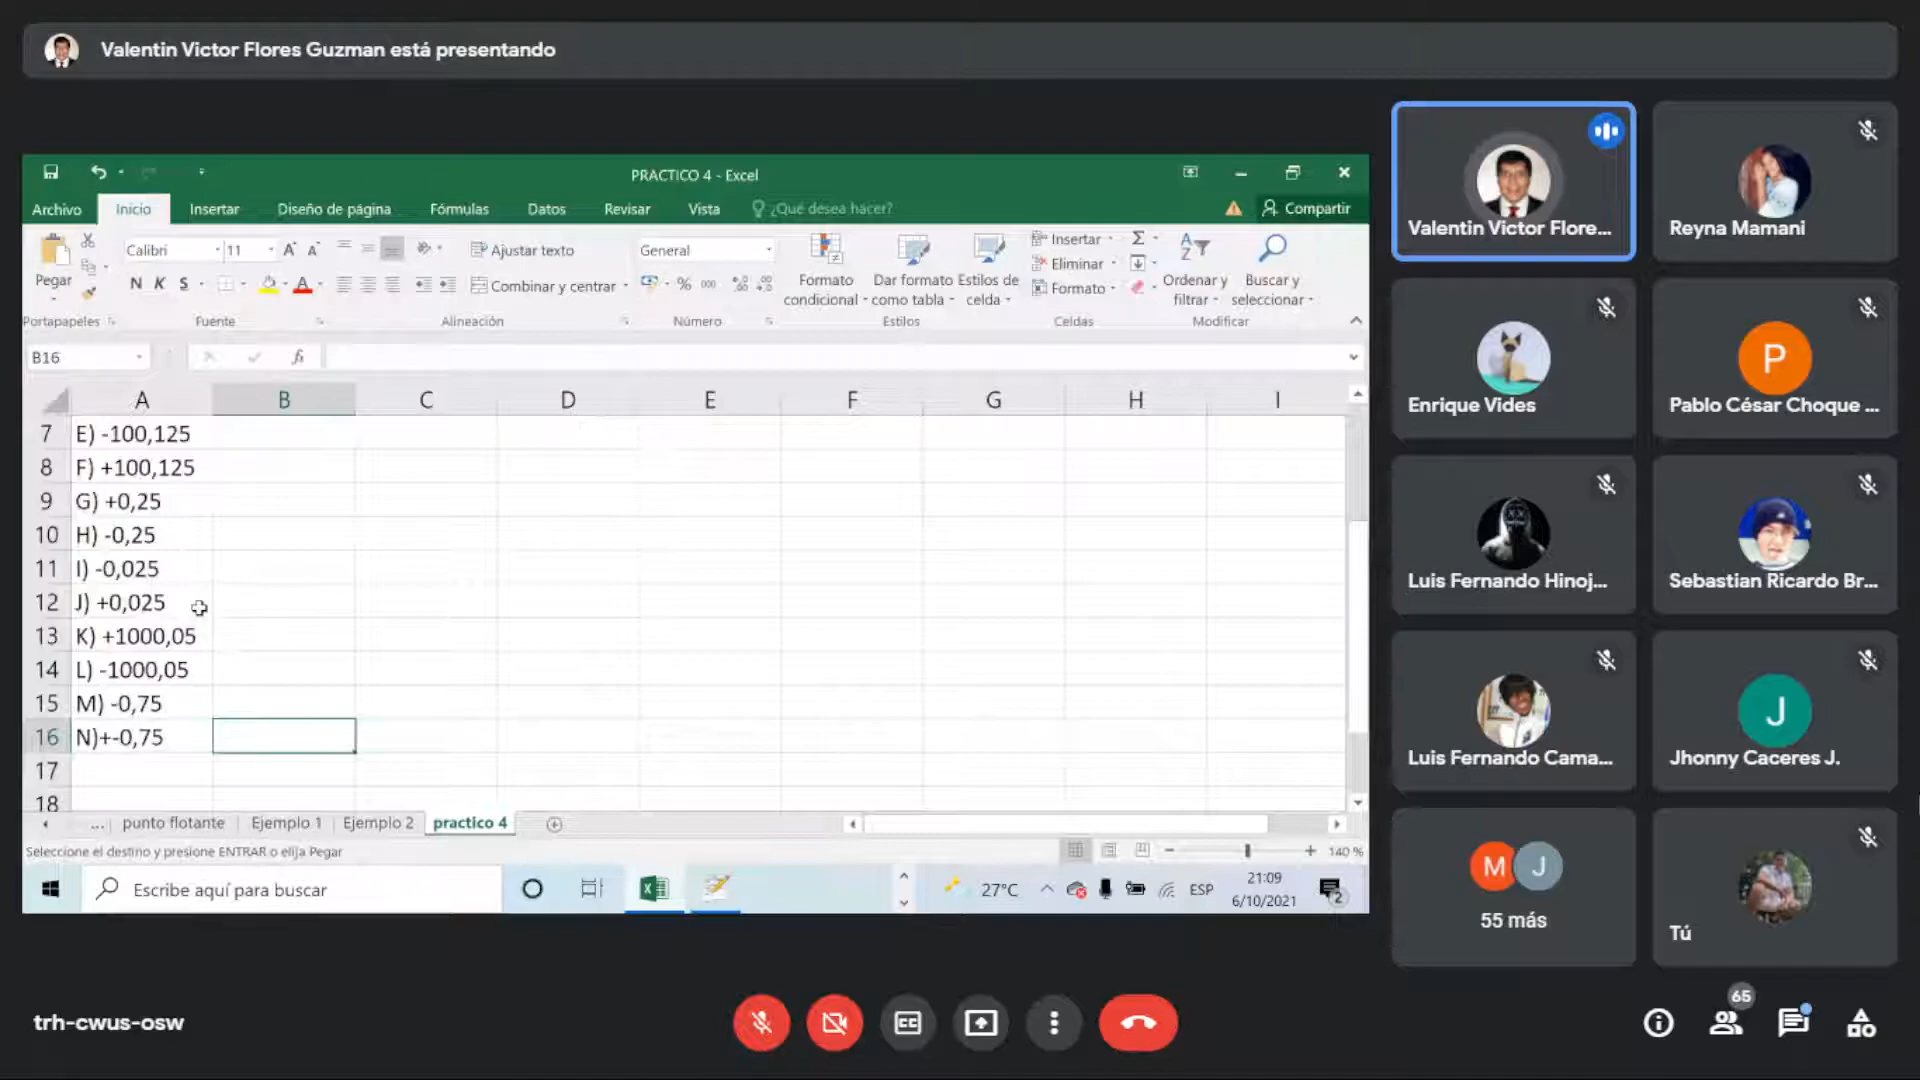 Valentin Victor Flores Guzman está presentando
PRACTICO 4 - Excel
Archivo Inicio Insertar Diseño de página Fórmulas Datos Revisar Vista ¿Qué desea hacer? Compartir
Pegar
Calibri 11
N K S
Ajustar texto
Combinar y centrar
General
% 000
Formato condicional
Dar formato como tabla
Estilos de celda
Insertar
Eliminar
Formato
Ordenar y filtrar
Buscar y seleccionar
Portapapeles Fuente Alineación Número Estilos Celdas Modificar
B16 fx
A B C D E F G H I
7 E) -100,125
8 F) +100,125
9 G) +0,25
10 H) -0,25
11 I) -0,025
12 J) +0,025
13 K) +1000,05
14 L) -1000,05
15 M) -0,75
16 N)+-0,75
17
18
... punto flotante Ejemplo 1 Ejemplo 2 practico 4
Seleccione el destino y presione ENTRAR o elija Pegar
140 %
Escribe aquí para buscar
27°C
ESP
21:09
6/10/2021
2
Valentin Victor Flore...
Reyna Mamani
Enrique Vides
P
Pablo César Choque ...
Luis Fernando Hinoj...
Sebastian Ricardo Br...
Luis Fernando Cama...
J
Jhonny Caceres J.
M J
55 más
Tú
trh-cwus-osw
CC
65